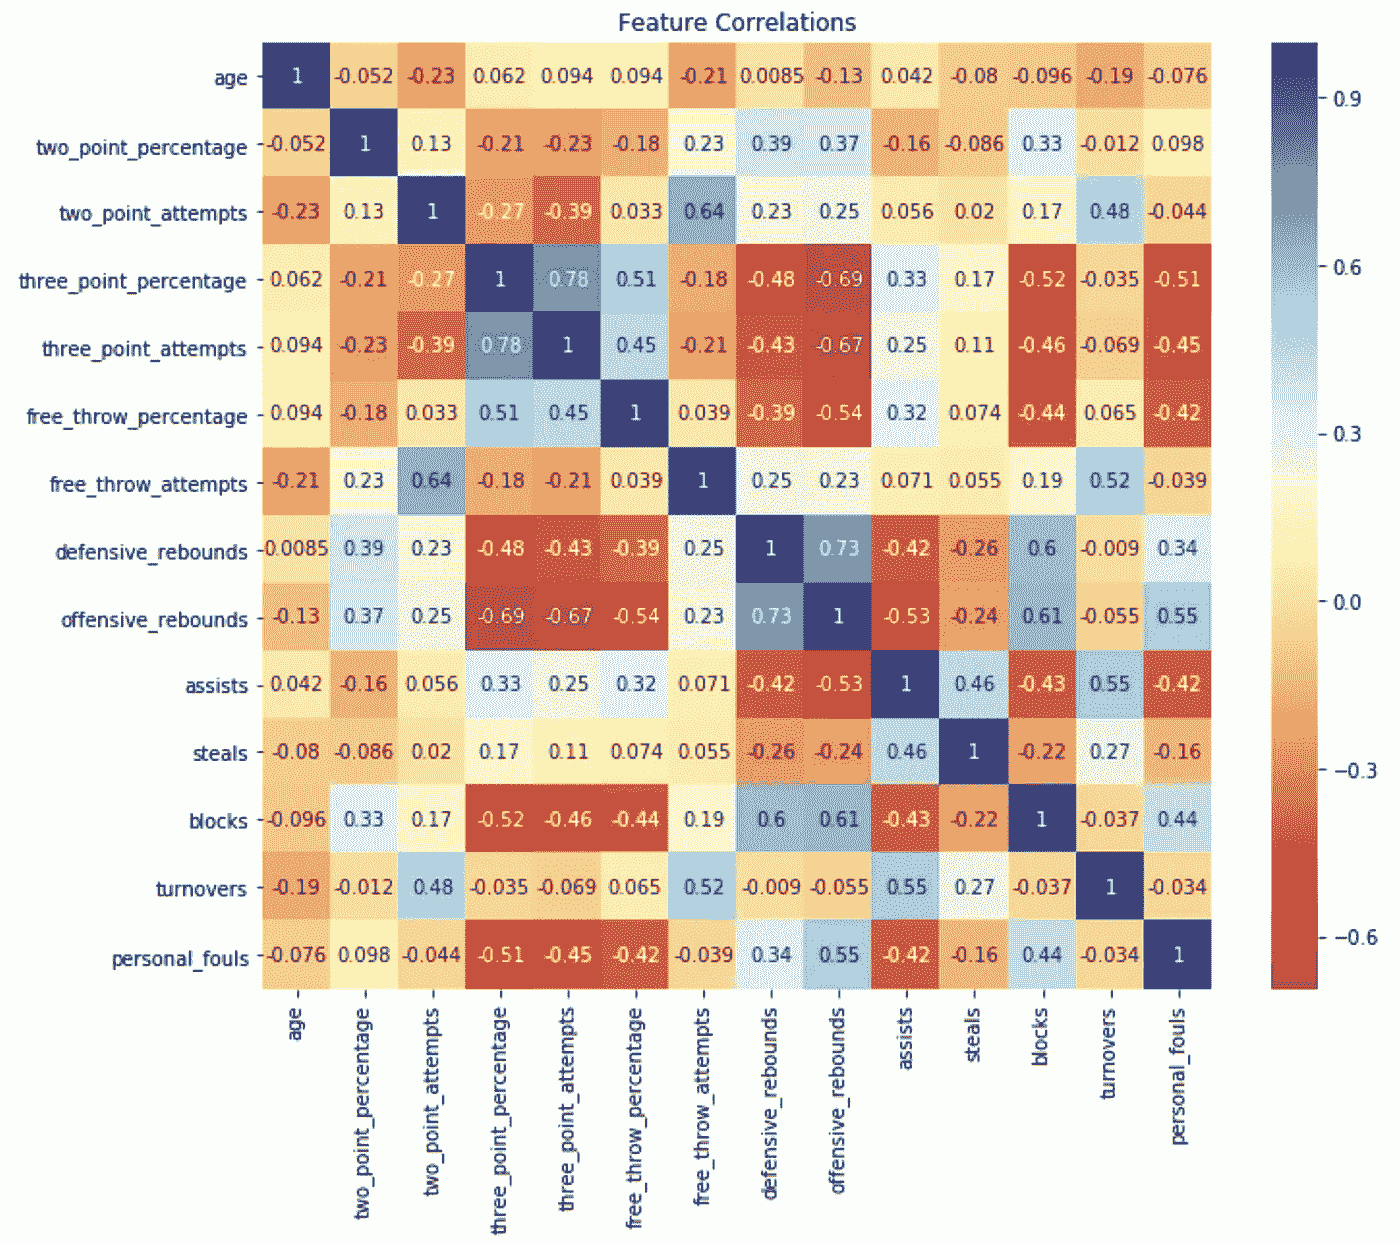 Feature Correlations
age 1 -0.052 -0.23 0.062 0.094 0.094 -0.21 0.0085 -0.13 0.042 -0.08 -0.096 -0.19 -0.076
two_point_percentage -0.052 1 0.13 -0.21 -0.23 -0.18 0.23 0.39 0.37 -0.16 -0.086 0.33 -0.012 0.098
two_point_attempts -0.23 0.13 1 -0.27 -0.39 0.033 0.64 0.23 0.25 0.056 0.02 0.17 0.48 -0.044
three_point_percentage 0.062 -0.21 -0.27 1 0.78 0.51 -0.18 -0.48 -0.69 0.33 0.17 -0.52 -0.035 -0.51
three_point_attempts 0.094 -0.23 -0.39 0.78 1 0.45 -0.21 -0.43 -0.67 0.25 0.11 -0.46 -0.069 -0.45
free_throw_percentage 0.094 -0.18 0.033 0.51 0.45 1 0.039 -0.39 -0.54 0.32 0.074 -0.44 0.065 -0.42
free_throw_attempts -0.21 0.23 0.64 -0.18 -0.21 0.039 1 0.25 0.23 0.071 0.055 0.19 0.52 -0.039
defensive_rebounds 0.0085 0.39 0.23 -0.48 -0.43 -0.39 0.25 1 0.73 -0.42 -0.26 0.6 -0.009 0.34
offensive_rebounds -0.13 0.37 0.25 -0.69 -0.67 -0.54 0.23 0.73 1 -0.53 -0.24 0.61 -0.055 0.55
assists 0.042 -0.16 0.056 0.33 0.25 0.32 0.071 -0.42 -0.53 1 0.46 -0.43 0.55 -0.42
steals -0.08 -0.086 0.02 0.17 0.11 0.074 0.055 -0.26 -0.24 0.46 1 -0.22 0.27 -0.16
blocks -0.096 0.33 0.17 -0.52 -0.46 -0.44 0.19 0.6 0.61 -0.43 -0.22 1 -0.037 0.44
turnovers -0.19 -0.012 0.48 -0.035 -0.069 0.065 0.52 -0.009 -0.055 0.55 0.27 -0.037 1 -0.034
personal_fouls -0.076 0.098 -0.044 -0.51 -0.45 -0.42 -0.039 0.34 0.55 -0.42 -0.16 0.44 -0.034 1
age
two_point_percentage
two_point_attempts
three_point_percentage
three_point_attempts
free_throw_percentage
free_throw_attempts
defensive_rebounds
offensive_rebounds
assists
steals
blocks
turnovers
personal_fouls
0.9
0.6
0.3
0.0
-0.3
-0.6